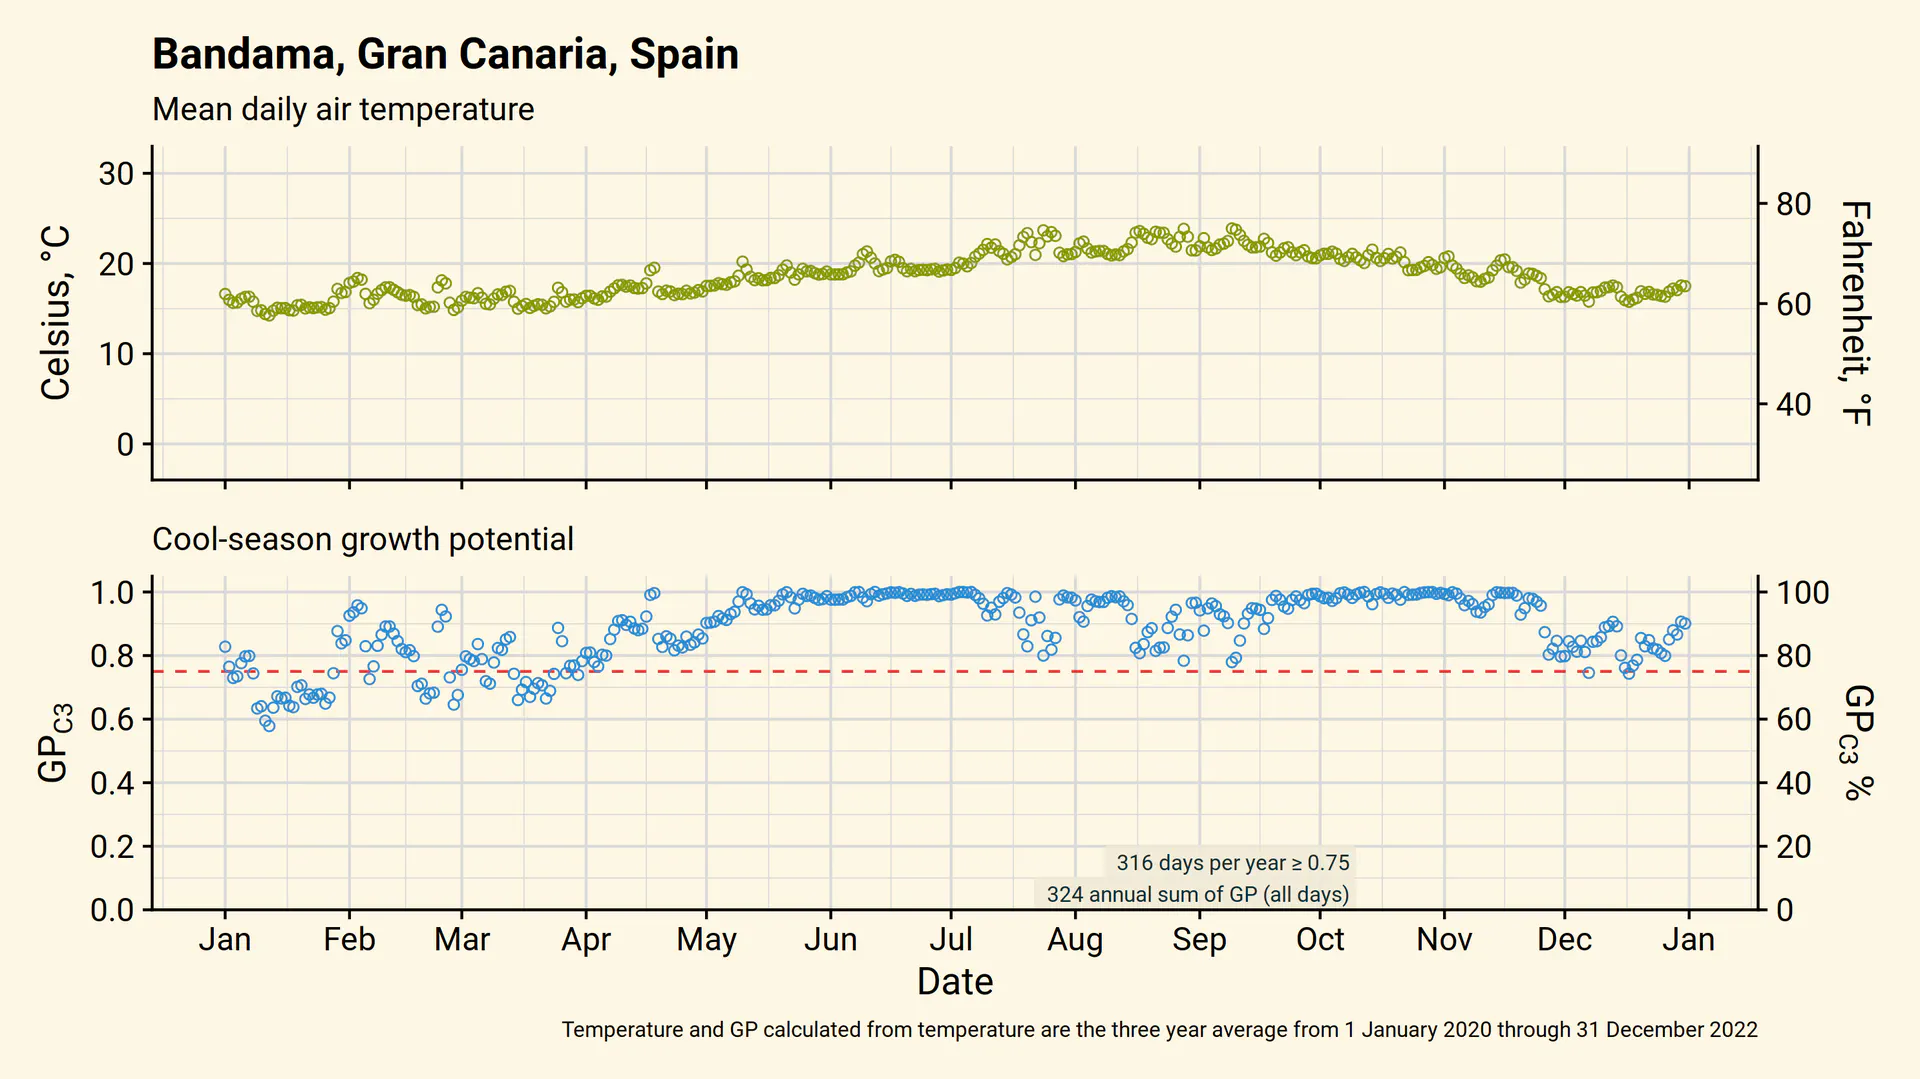 Bandama, Gran Canaria, Spain
Mean daily air temperature
30
20
10
0
Celsius, °C
80
60
40
Fahrenheit, °F
Cool-season growth potential
1.0
0.8
0.6
0.4
0.2
0.0
GPC3
100
80
60
40
20
0
GPC3 %
316 days per year ≥ 0.75
324 annual sum of GP (all days)
Jan Feb Mar Apr May Jun Jul Aug Sep Oct Nov Dec Jan
Date
Temperature and GP calculated from temperature are the three year average from 1 January 2020 through 31 December 2022